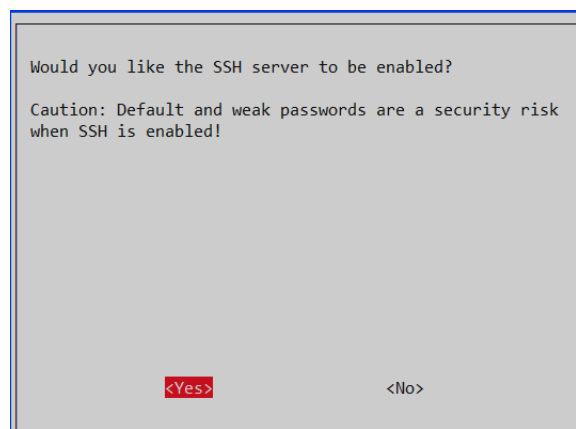 Would you like the SSH server to be enabled?
Caution: Default and weak passwords are a security risk
when SSH is enabled!
<Yes> <No>